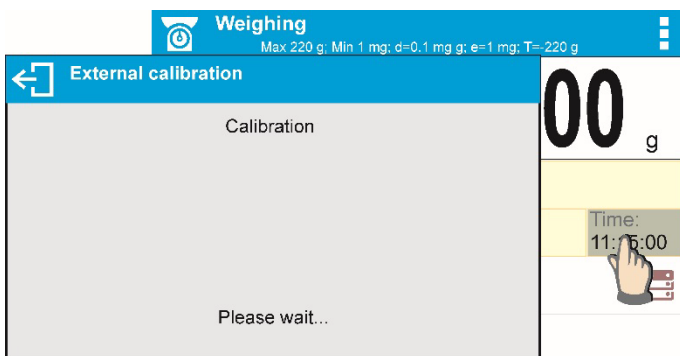 Weighing
Max 220 g; Min 1 mg; d=0.1 mg g; e=1 mg; T=-220 g
External calibration
Calibration
Please wait...
00 g
Time: